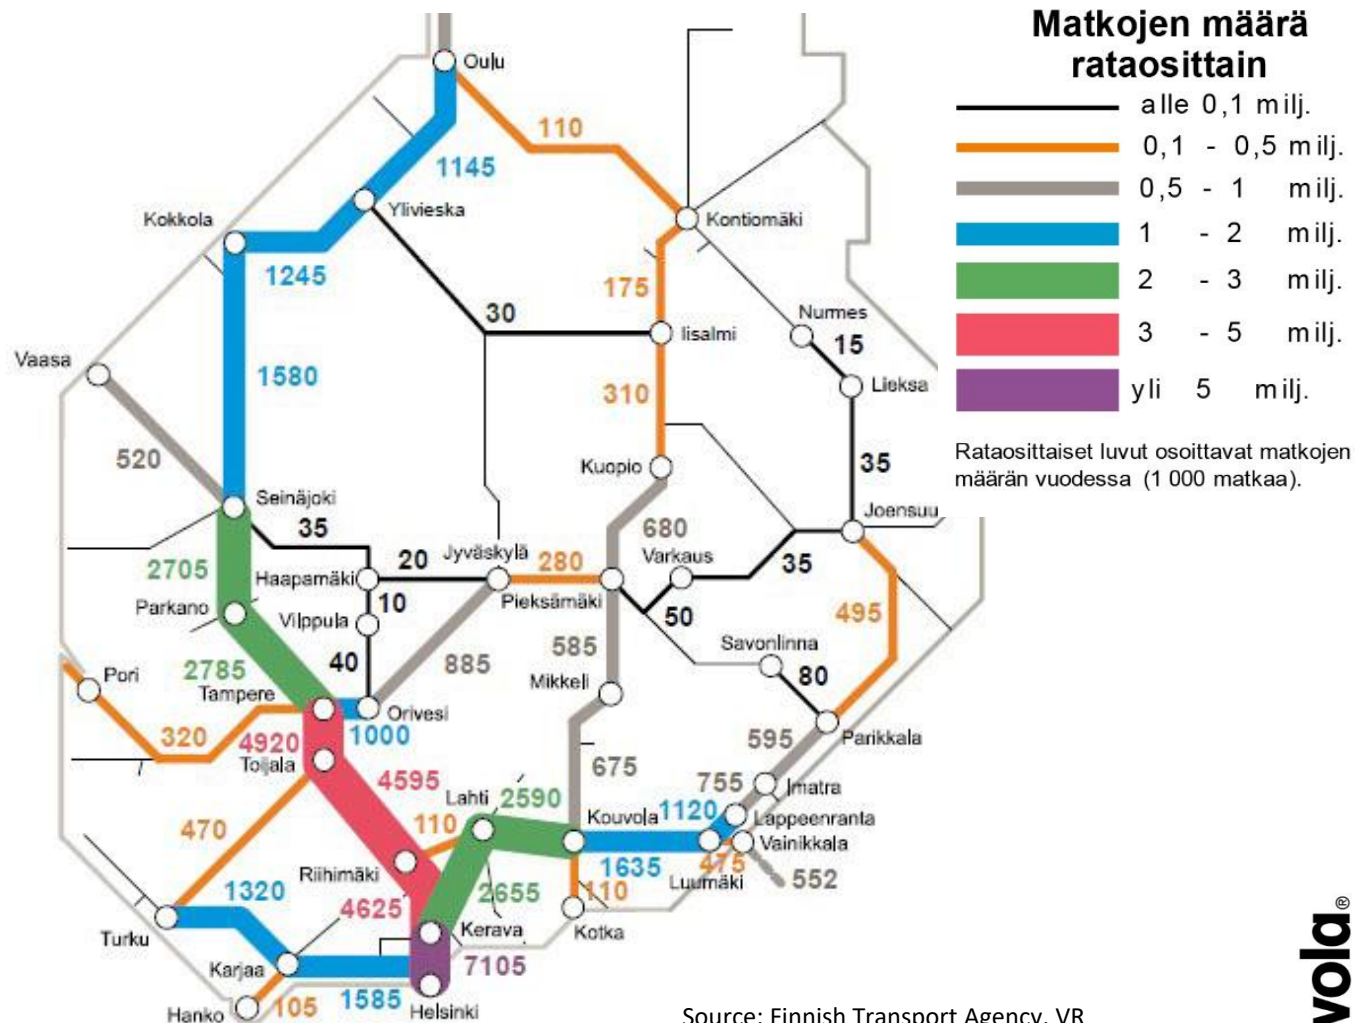 Matkojen määrä
rataosittain
alle 0,1 milj.
0,1 - 0,5 milj.
0,5 - 1 milj.
1 - 2 milj.
2 - 3 milj.
3 - 5 milj.
yli 5 milj.
Rataosittaiset luvut osoittavat matkojen
määrän vuodessa (1 000 matkaa).
Oulu
110
1145
Ylivieska
Kokkola
Kontiomäki
1245
175
30
Nurmes
Iisalmi
15
Vaasa
1580
Lieksa
310
520
Kuopio
35
Seinäjoki
Joensuu
35
680
Jyväskylä
Varkaus
20
280
35
2705
Haapamäki
Parkano
10
Pieksämäki
50
495
Vilppula
585
Savonlinna
40
885
2785
Pori
Mikkeli
80
Tampere
Orivesi
320
4920
1000
595
Parikkala
Toijala
675
4595
755
Imatra
Lahti
2590
Kouvola
1120
Lappeenranta
110
470
Vainikkala
Riihimäki
1635
475
552
Luumäki
1320
2655
110
4625
Turku
Kerava
Kotka
Karjaa
7105
Hanko
105
1585
Helsinki
Source: Finnish Transport Agency, VR
vola®